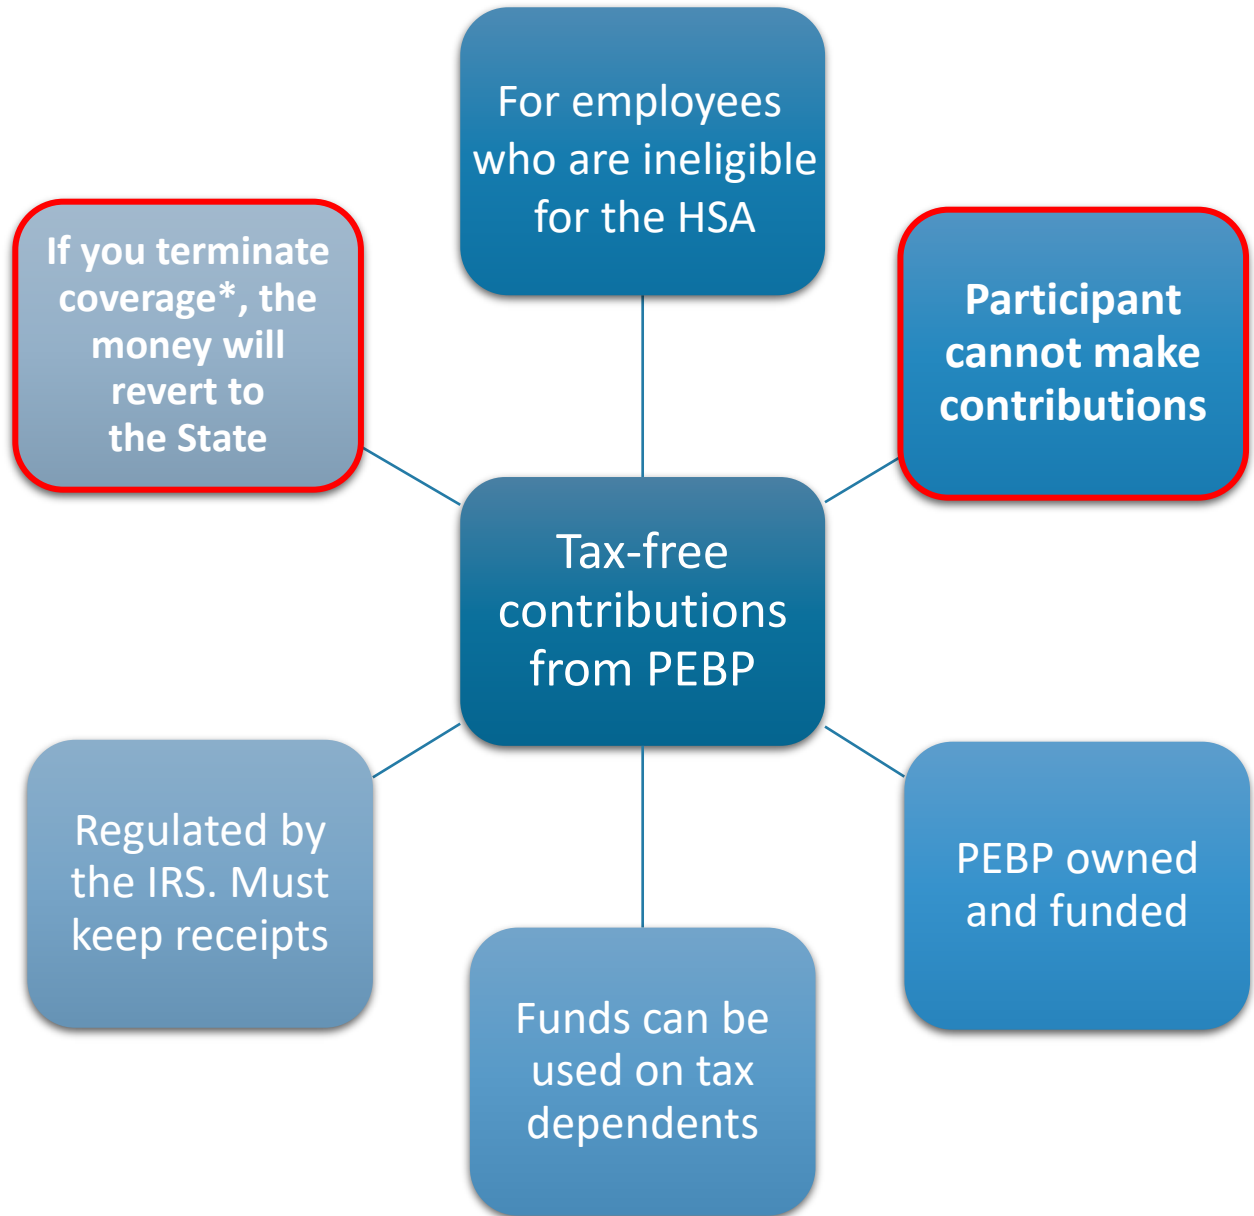 For employees
who are ineligible
for the HSA
If you terminate
coverage*, the
money will
revert to
the State
Participant
cannot make
contributions
Tax-free
contributions
from PEBP
Regulated by
the IRS. Must
keep receipts
PEBP owned
and funded
Funds can be
used on tax
dependents